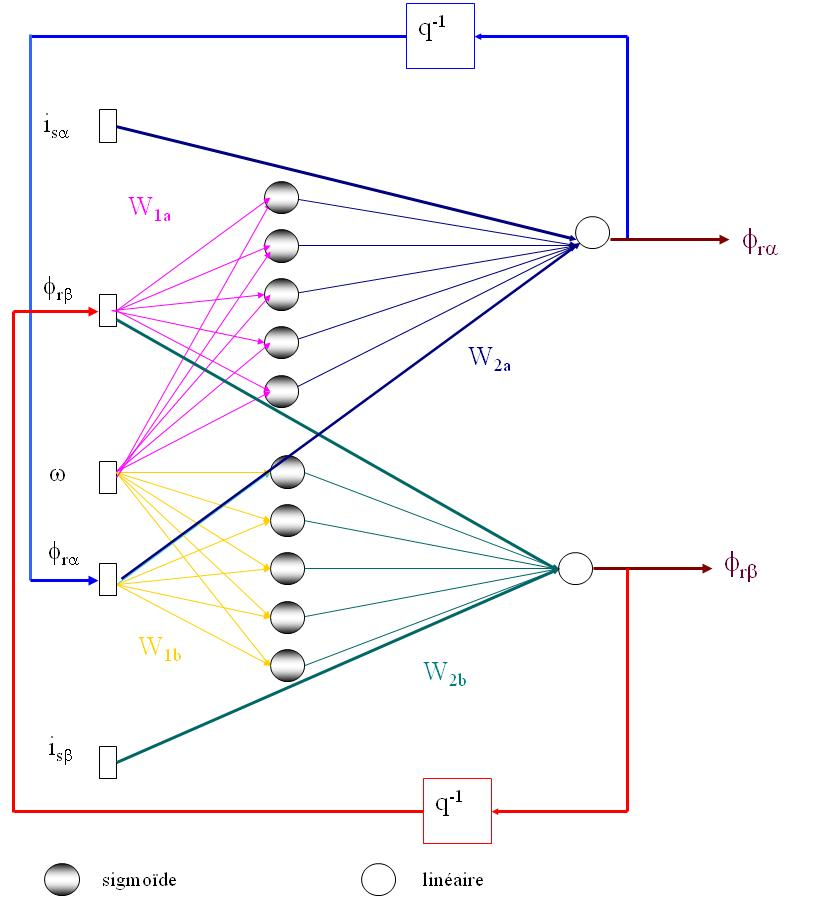 q-1
isα
W1a
ϕrα
ϕrβ
W2a
ω
ϕrα
ϕrβ
W1b
W2b
isβ
q-1
sigmoïde
linéaire